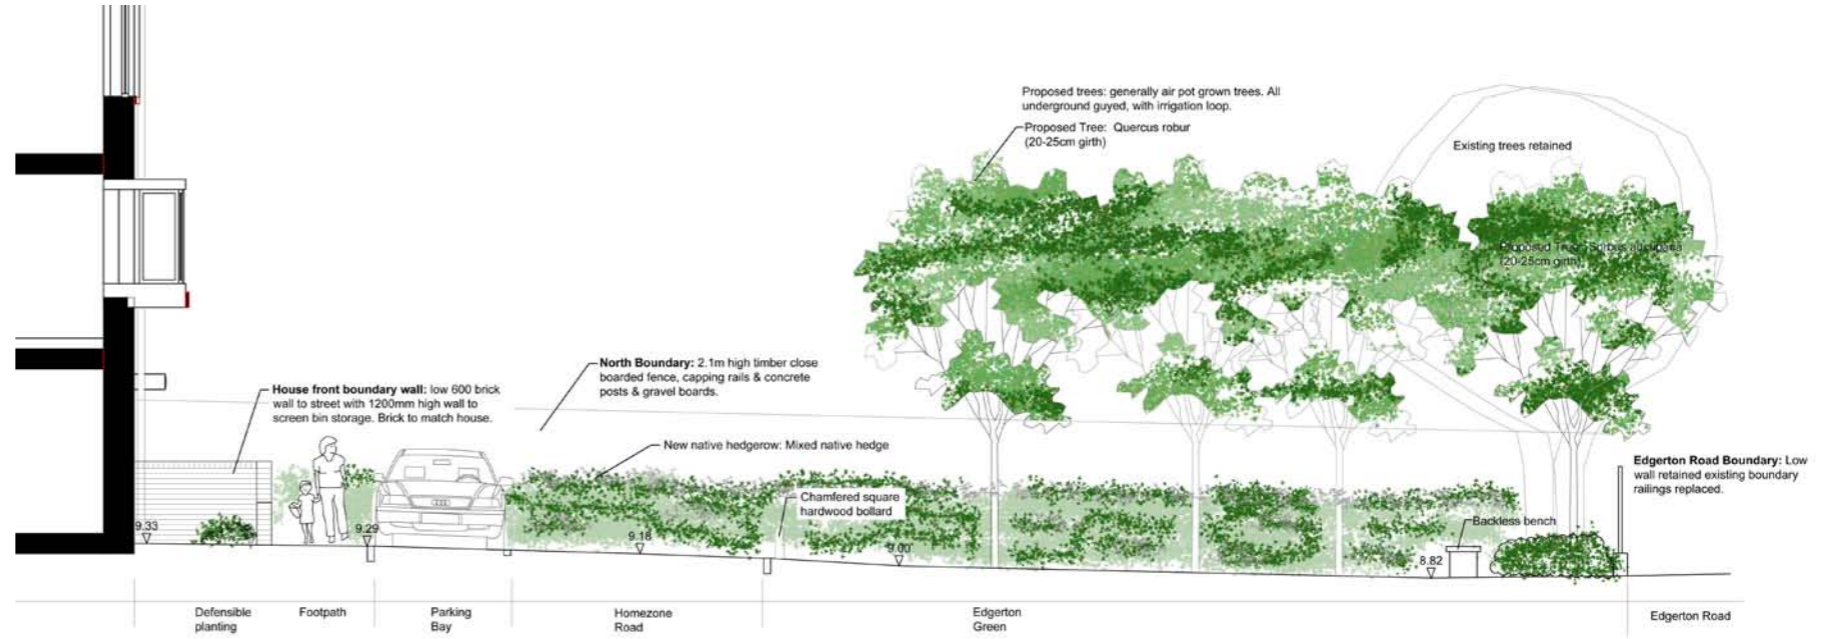 Proposed trees: generally air pot grown trees. All
underground guyed, with irrigation loop.
Proposed Tree: Quercus robur
(20-25cm girth)
Existing trees retained
Proposed Tree: Sorbus aucuparia
(20-25cm girth)
North Boundary: 2.1m high timber close
boarded fence, capping rails & concrete
posts & gravel boards.
House front boundary wall: low 600 brick
wall to street with 1200mm high wall to
screen bin storage. Brick to match house.
New native hedgerow: Mixed native hedge
Edgerton Road Boundary: Low
wall retained existing boundary
railings replaced.
Chamfered square
hardwood bollard
Backless bench
9.33
9.29
9.18
9.00
8.82
Defensible
planting
Footpath
Parking
Bay
Homezone
Road
Edgerton
Green
Edgerton Road